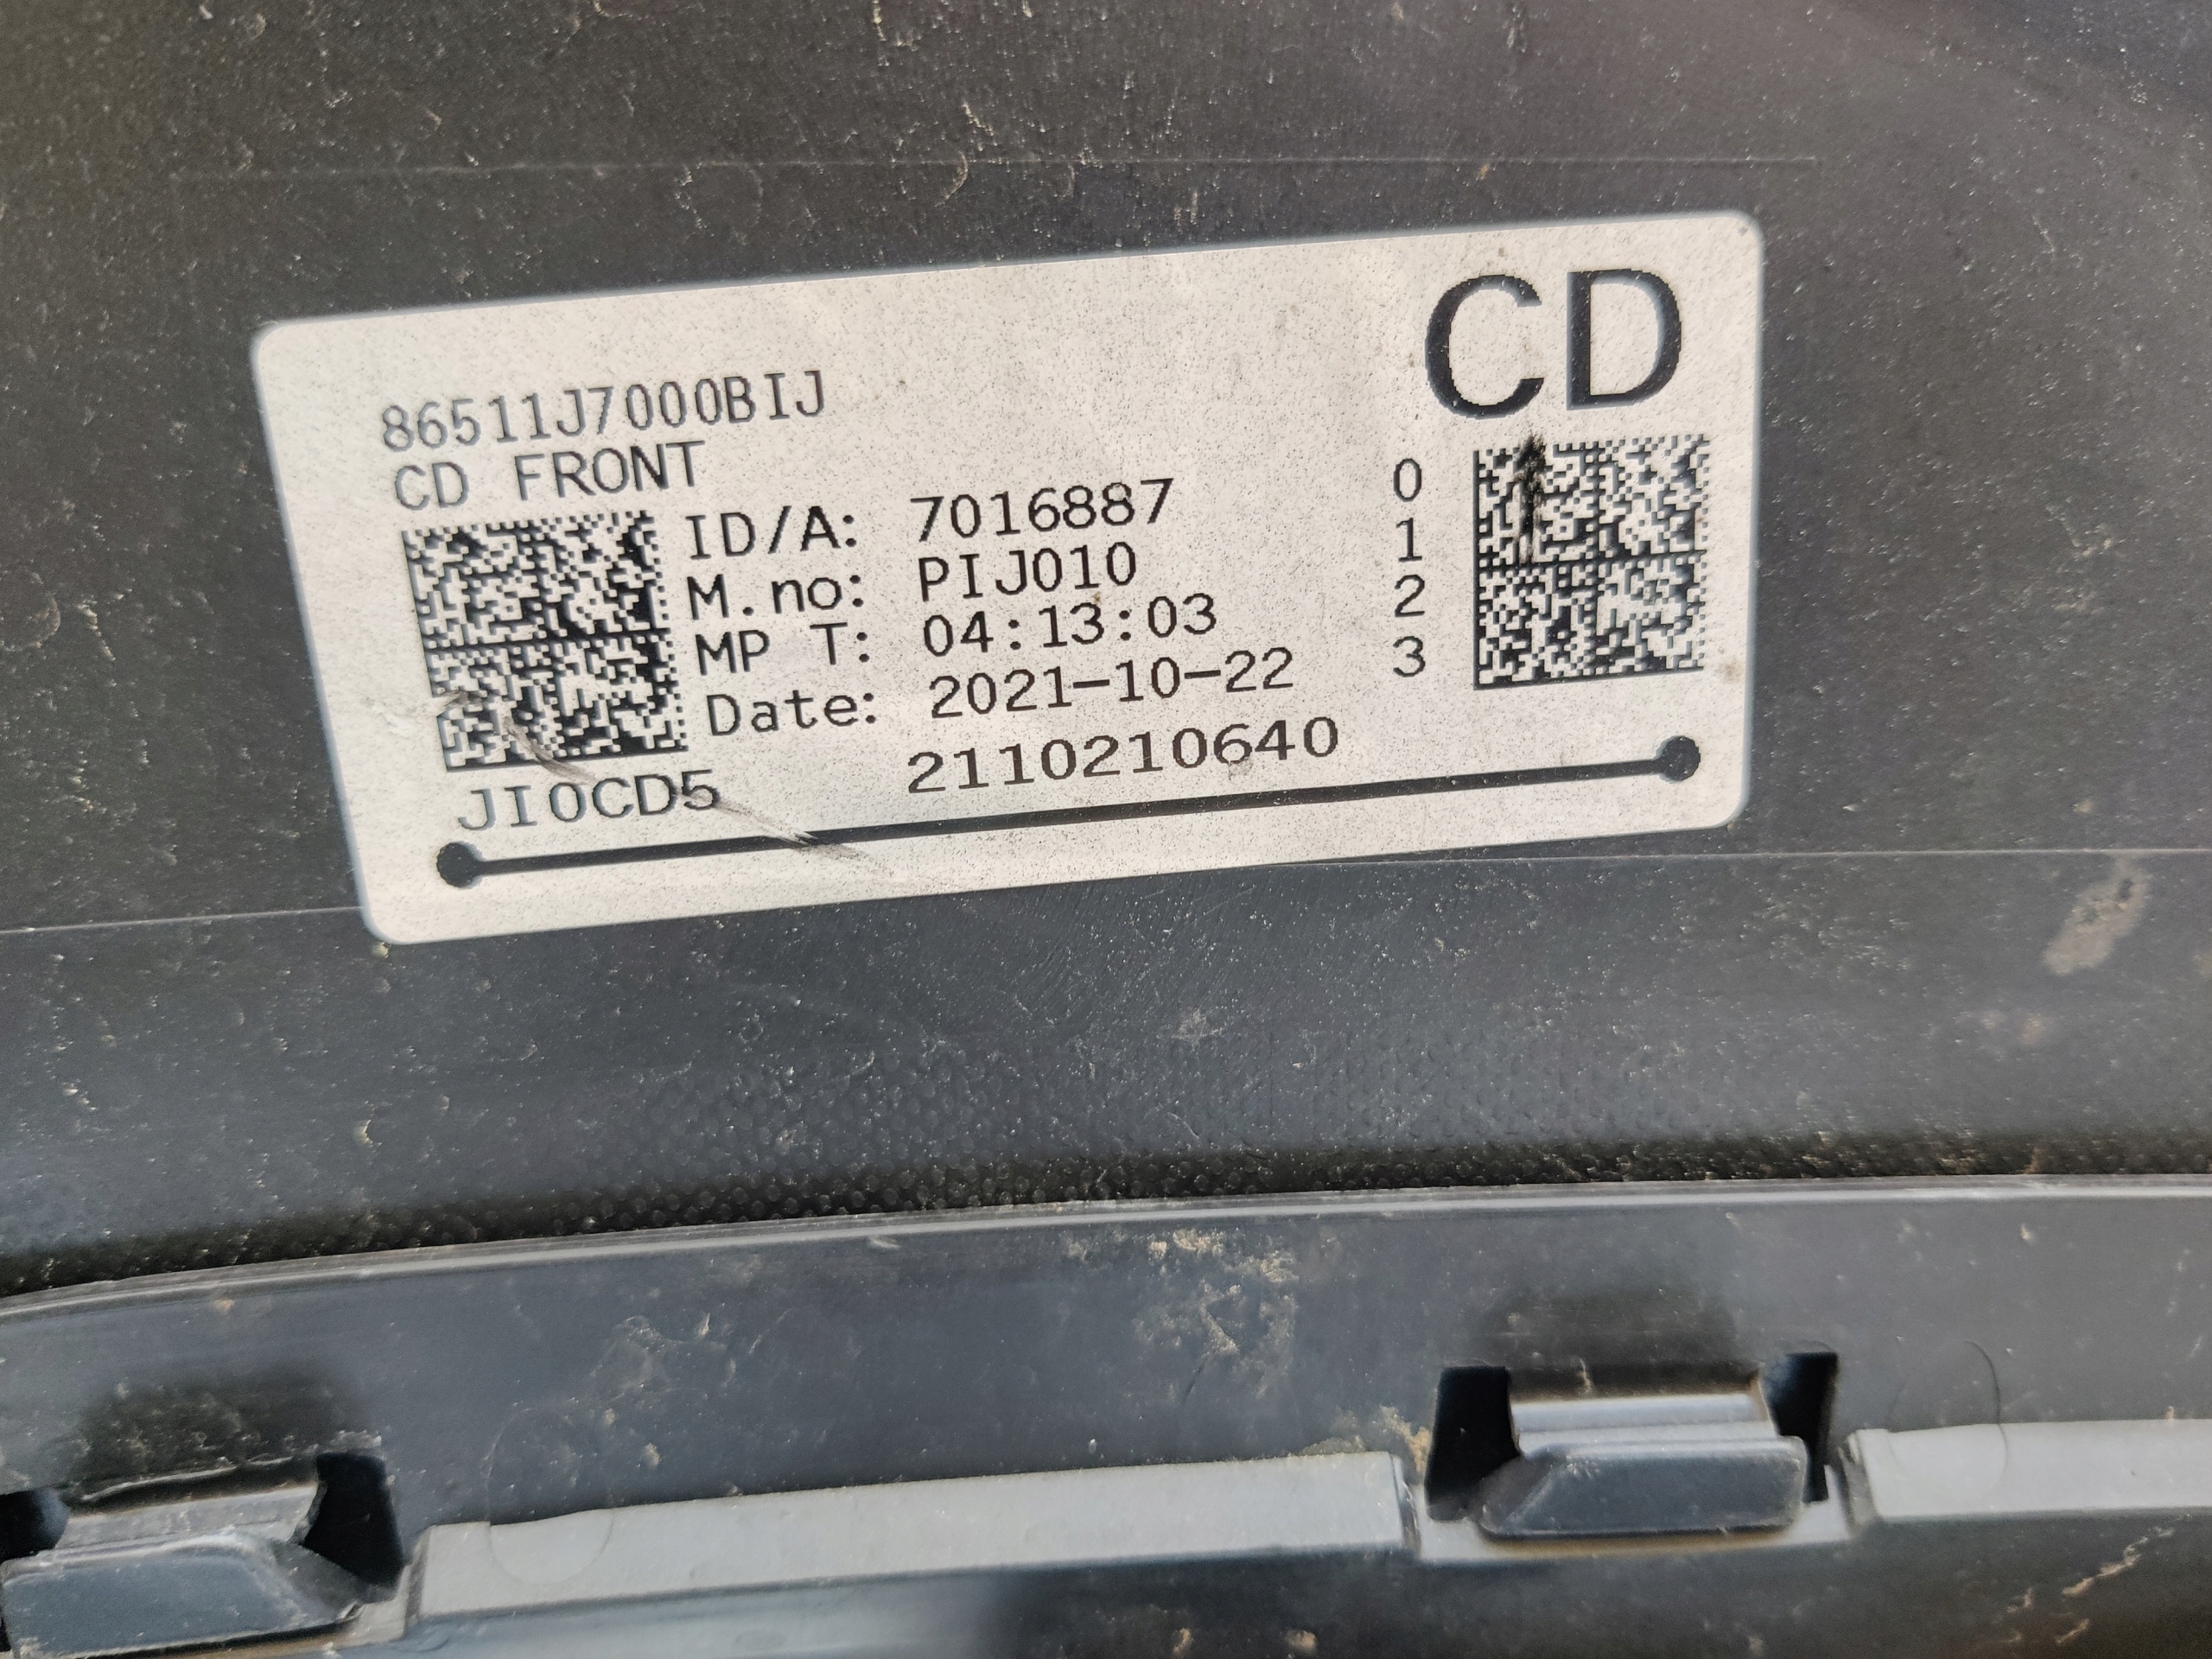 CD
86511J7000BIJ
CD FRONT
ID/A: 7016887
M.no: PIJ010
MP T: 04:13:03
Date: 2021-10-22
0
1
2
3
2110210640
JI0CD5